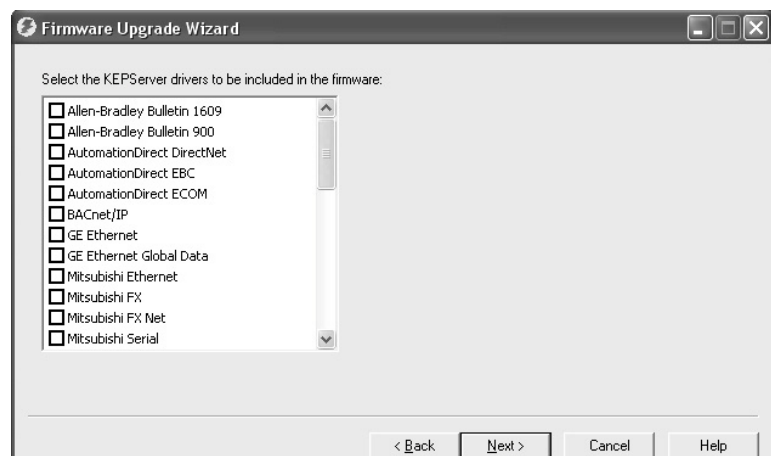 Firmware Upgrade Wizard
Select the KEPServer drivers to be included in the firmware:
Allen-Bradley Bulletin 1609
Allen-Bradley Bulletin 900
AutomationDirect DirectNet
AutomationDirect EBC
AutomationDirect ECOM
BACnet/IP
GE Ethernet
GE Ethernet Global Data
Mitsubishi Ethernet
Mitsubishi FX
Mitsubishi FX Net
Mitsubishi Serial
< Back Next > Cancel Help